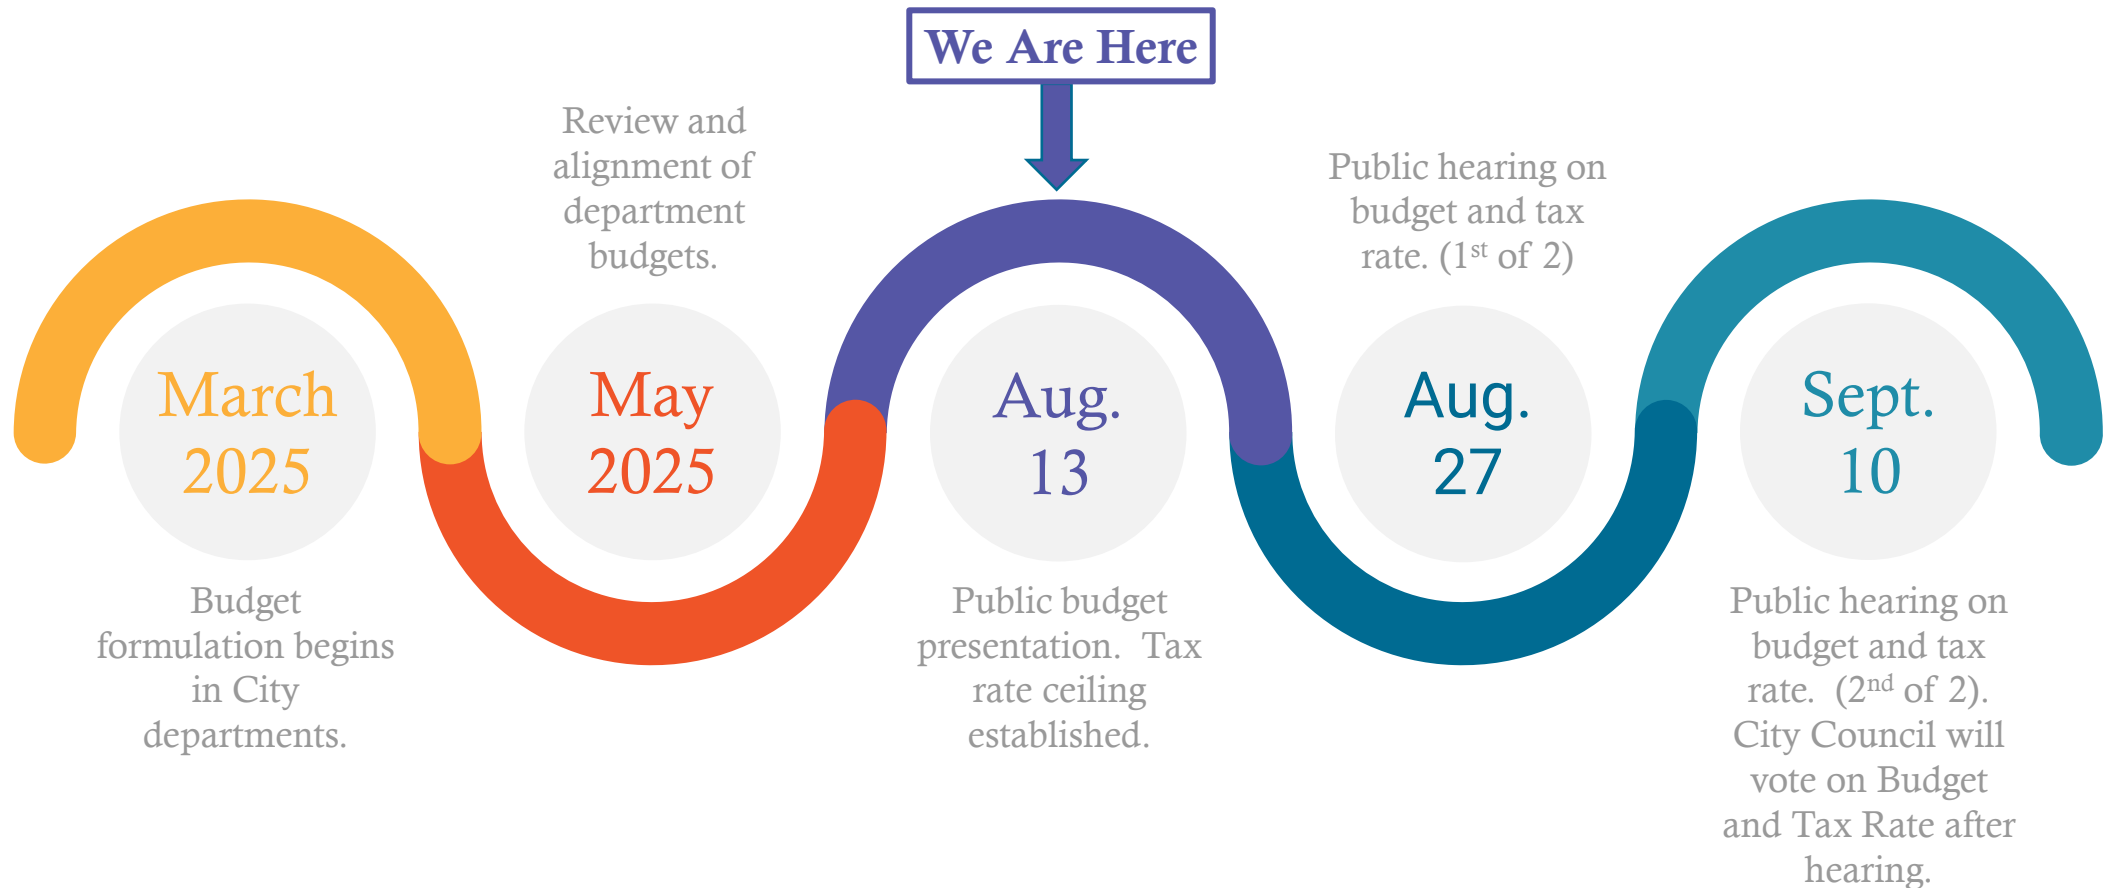 We Are Here
March
2025
Budget
formulation begins
in City
departments.
Review and
alignment of
department
budgets.
May
2025
Aug.
13
Public budget
presentation.  Tax
rate ceiling
established.
Public hearing on
budget and tax
rate. (1st of 2)
Aug.
27
Sept.
10
Public hearing on
budget and tax
rate.  (2nd of 2).
City Council will
vote on Budget
and Tax Rate after
hearing.